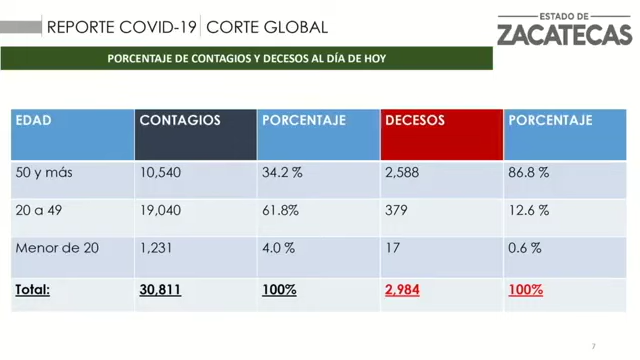 REPORTE COVID-19 CORTE GLOBAL
ESTADO DE
ZACATECAS
PORCENTAJE DE CONTAGIOS Y DECESOS AL DÍA DE HOY
EDAD CONTAGIOS PORCENTAJE DECESOS PORCENTAJE
50 y más 10,540 34.2 % 2,588 86.8 %
20 a 49 19,040 61.8% 379 12.6 %
Menor de 20 1,231 4.0 % 17 0.6 %
Total: 30,811 100% 2,984 100%
7